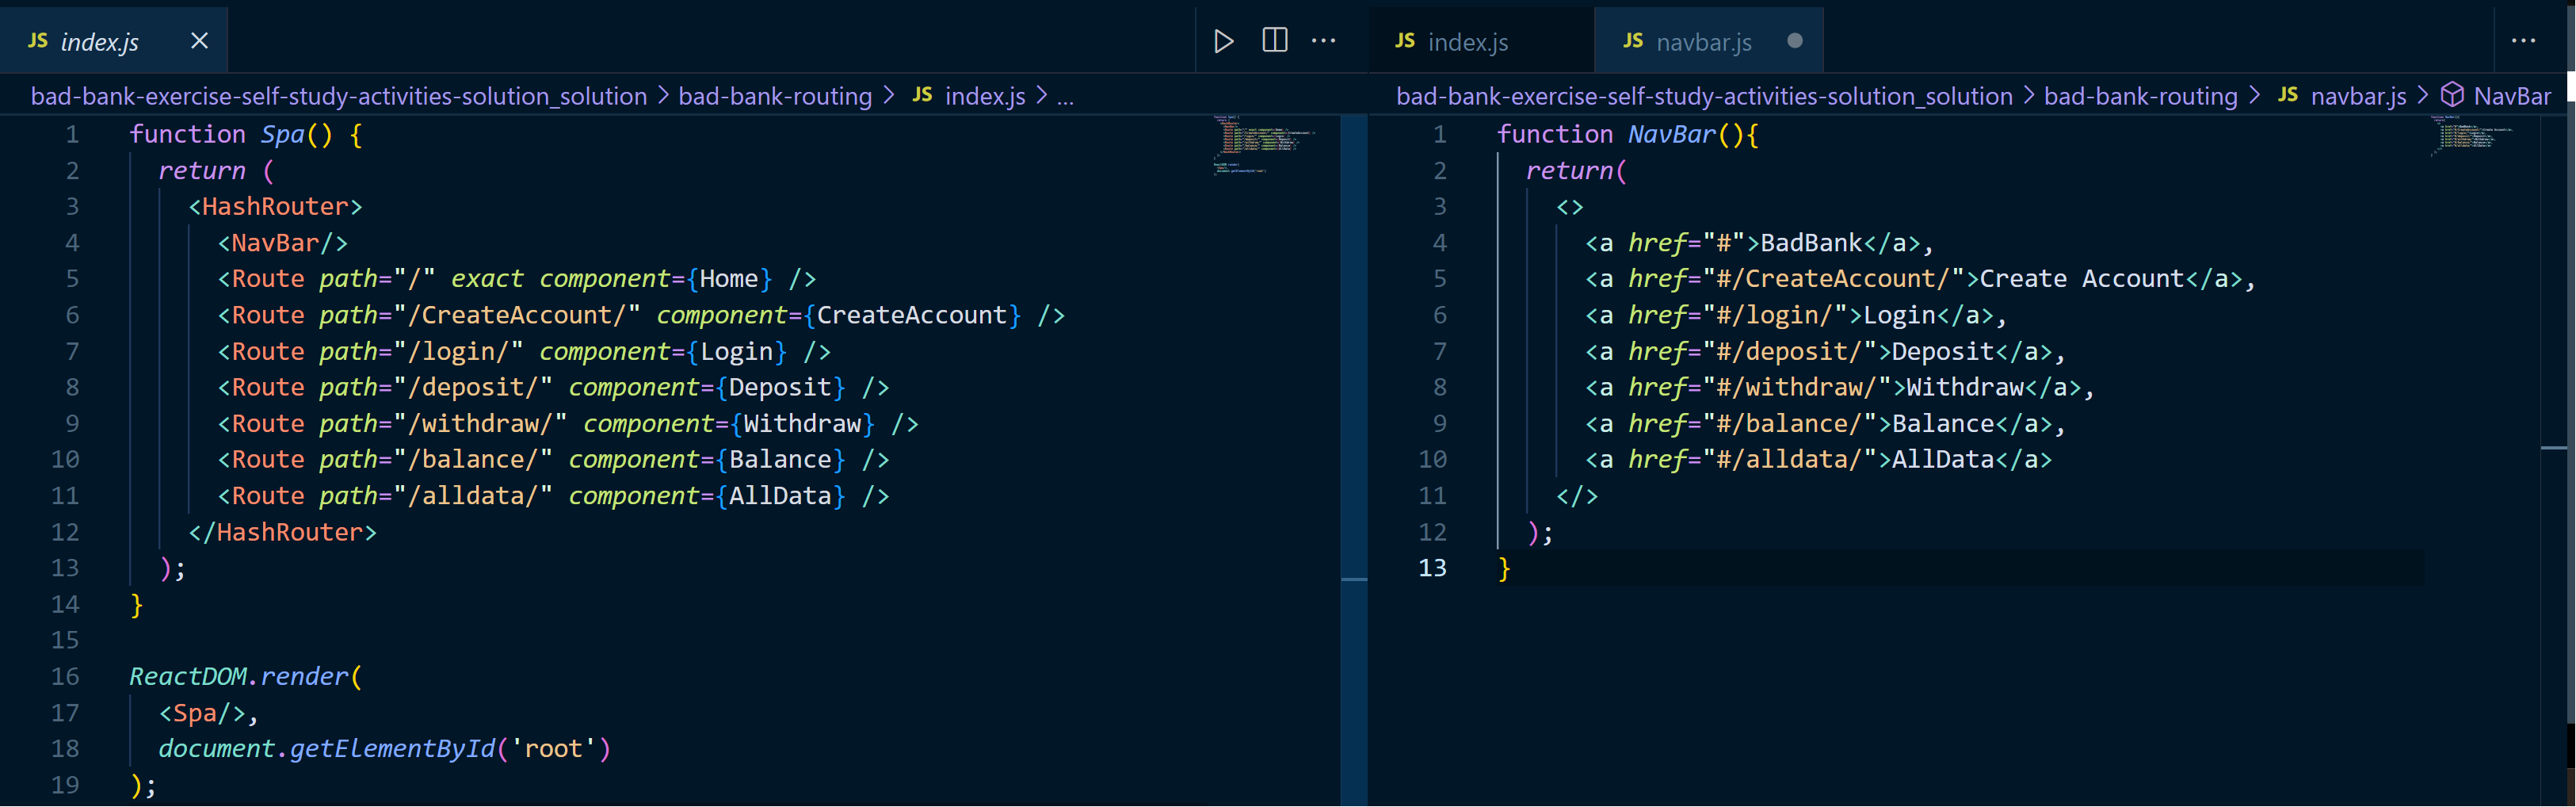 JS index.js
bad-bank-exercise-self-study-activities-solution_solution > bad-bank-routing > JS index.js > ...
1 function Spa() {
2   return (
3     <HashRouter>
4       <NavBar/>
5       <Route path="/" exact component={Home} />
6       <Route path="/CreateAccount/" component={CreateAccount} />
7       <Route path="/login/" component={Login} />
8       <Route path="/deposit/" component={Deposit} />
9       <Route path="/withdraw/" component={Withdraw} />
10       <Route path="/balance/" component={Balance} />
11       <Route path="/alldata/" component={AllData} />
12     </HashRouter>
13   );
14 }
15
16 ReactDOM.render(
17   <Spa/>,
18   document.getElementById('root')
19 );
JS index.js JS navbar.js
bad-bank-exercise-self-study-activities-solution_solution > bad-bank-routing > JS navbar.js > NavBar
1 function NavBar(){
2   return(
3     <>
4       <a href="#">BadBank</a>,
5       <a href="#/CreateAccount/">Create Account</a>,
6       <a href="#/login/">Login</a>,
7       <a href="#/deposit/">Deposit</a>,
8       <a href="#/withdraw/">Withdraw</a>,
9       <a href="#/balance/">Balance</a>,
10       <a href="#/alldata/">AllData</a>
11     </>
12   );
13 }